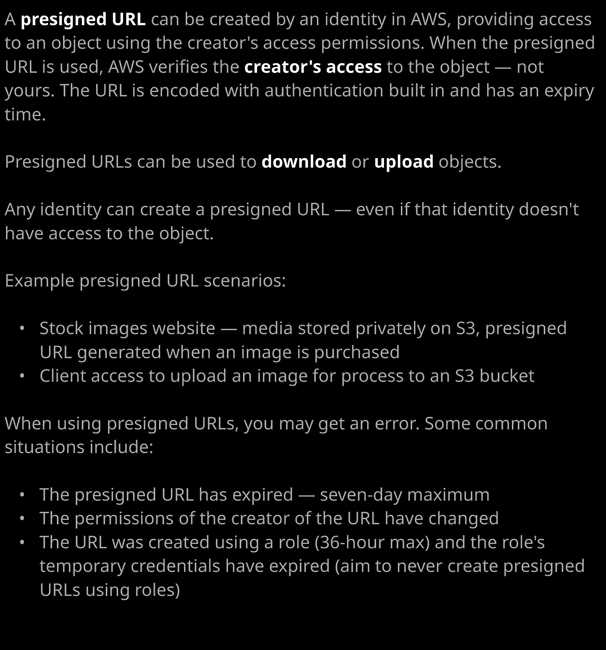 A presigned URL can be created by an identity in AWS, providing access
to an object using the creator's access permissions. When the presigned
URL is used, AWS verifies the creator's access to the object — not
yours. The URL is encoded with authentication built in and has an expiry
time.
Presigned URLs can be used to download or upload objects.
Any identity can create a presigned URL — even if that identity doesn't
have access to the object.
Example presigned URL scenarios:
• Stock images website — media stored privately on S3, presigned
URL generated when an image is purchased
• Client access to upload an image for process to an S3 bucket
When using presigned URLs, you may get an error. Some common
situations include:
• The presigned URL has expired — seven-day maximum
• The permissions of the creator of the URL have changed
• The URL was created using a role (36-hour max) and the role's
temporary credentials have expired (aim to never create presigned
URLs using roles)